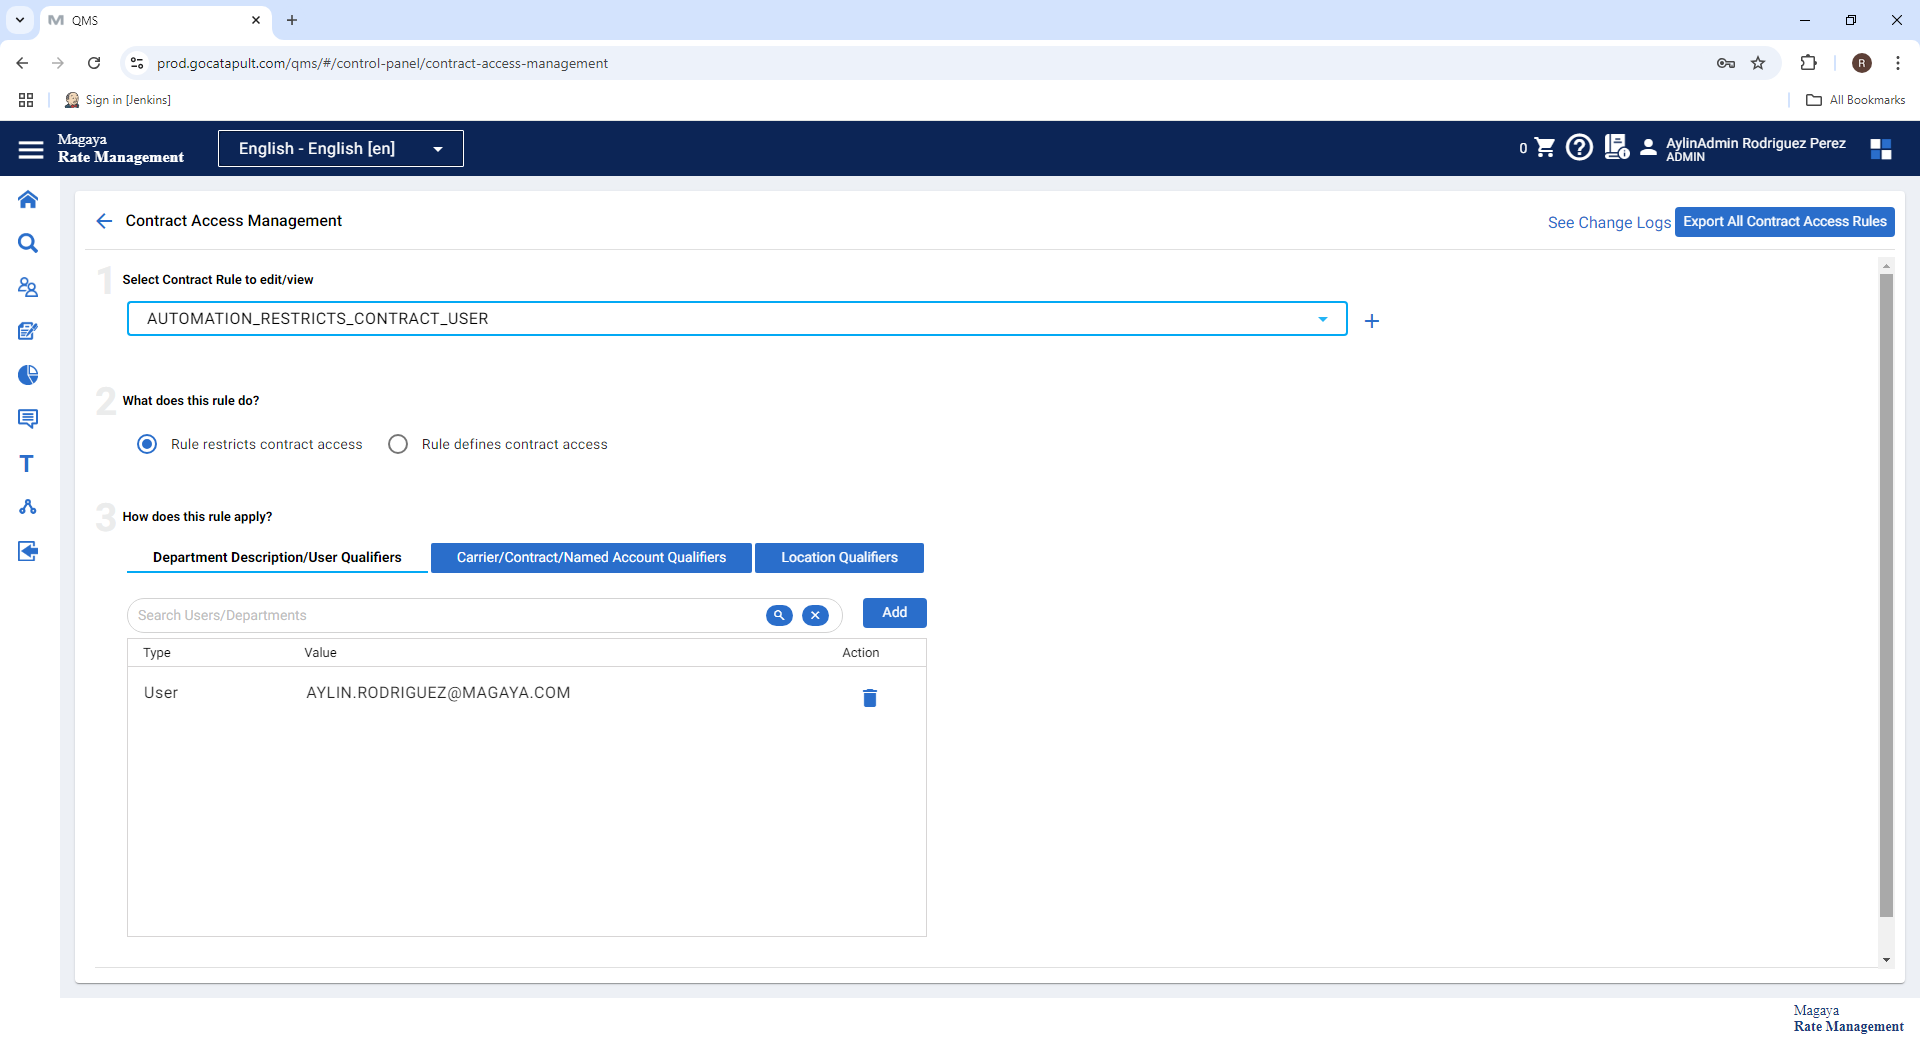 QMS
prod.gocatapult.com/qms/#/control-panel/contract-access-management
R
Sign in [Jenkins]
All Bookmarks
Magaya
Rate Management
English - English [en]
0
AylinAdmin Rodriguez Perez
ADMIN
Contract Access Management
See Change Logs
Export All Contract Access Rules
1 Select Contract Rule to edit/view
AUTOMATION_RESTRICTS_CONTRACT_USER
2 What does this rule do?
Rule restricts contract access
Rule defines contract access
3 How does this rule apply?
Department Description/User Qualifiers
Carrier/Contract/Named Account Qualifiers
Location Qualifiers
Search Users/Departments
Add
Type Value Action
User AYLIN.RODRIGUEZ@MAGAYA.COM
Magaya
Rate Management